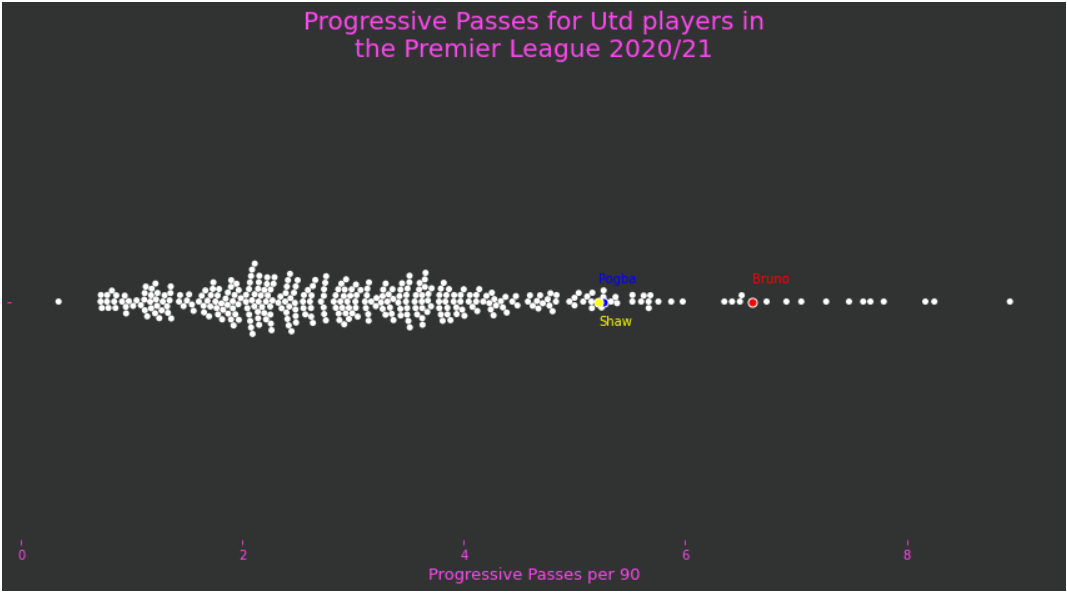 Progressive Passes for Utd players in
the Premier League 2020/21
Pogba
Bruno
Shaw
0 2 4 6 8
Progressive Passes per 90